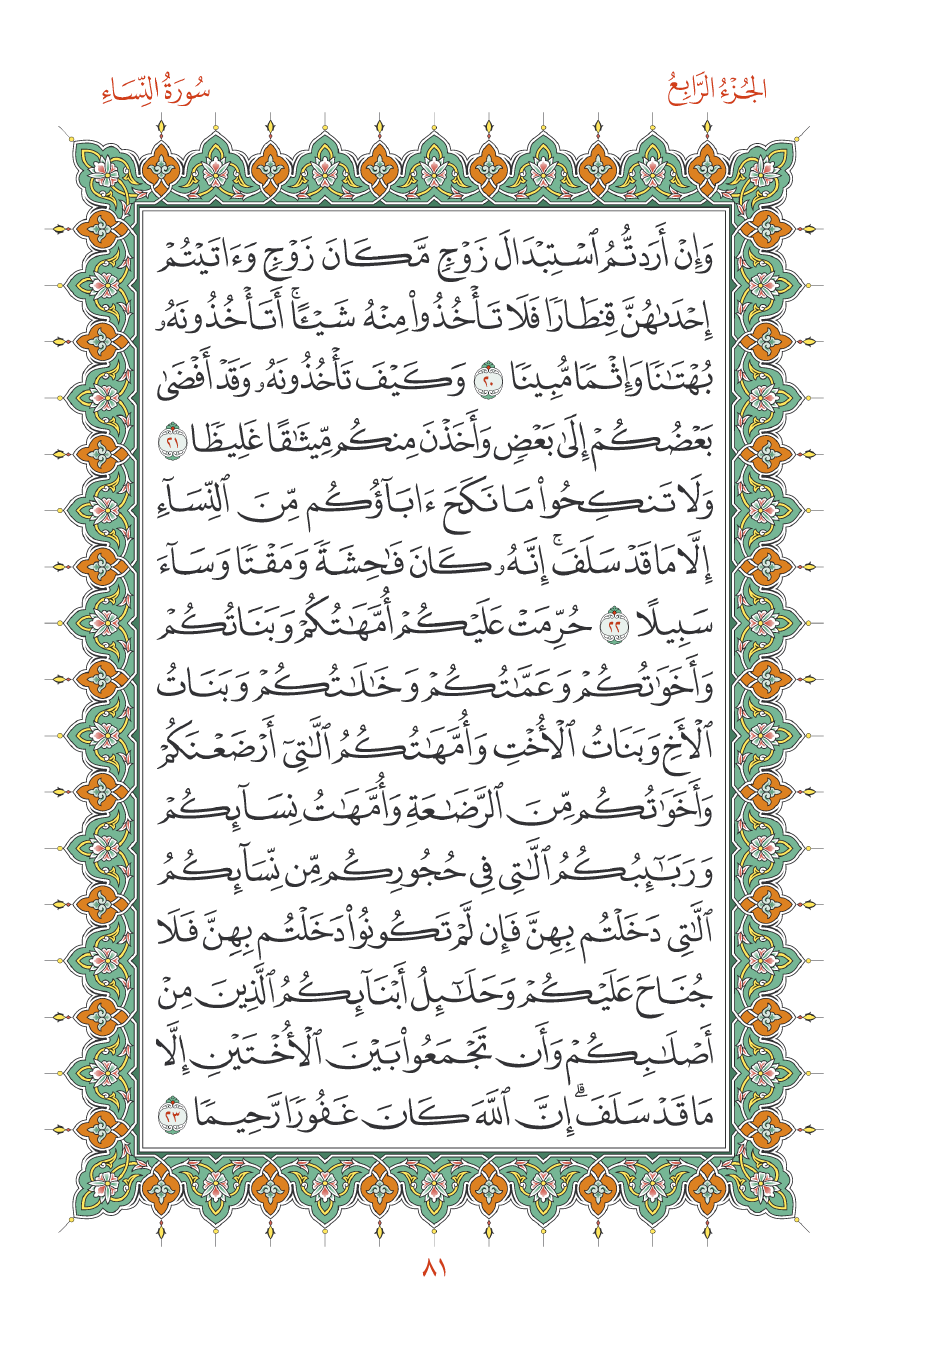 الجُزْءُ الرَّابِعُ
سُورَةُ النِّسَاءِ
وَإِنْ أَرَدتُّمُ ٱسْتِبْدَالَ زَوْجٍ مَّكَانَ زَوْجٍ وَءَاتَيْتُمْ
إِحْدَىٰهُنَّ قِنطَارًا فَلَا تَأْخُذُوا۟ مِنْهُ شَيْـًٔا ۚ أَتَأْخُذُونَهُۥ
بُهْتَـٰنًا وَإِثْمًا مُّبِينًا ٢٠ وَكَيْفَ تَأْخُذُونَهُۥ وَقَدْ أَفْضَىٰ
بَعْضُكُمْ إِلَىٰ بَعْضٍ وَأَخَذْنَ مِنكُم مِّيثَـٰقًا غَلِيظًا ٢١
وَلَا تَنكِحُوا۟ مَا نَكَحَ ءَابَآؤُكُم مِّنَ ٱلنِّسَآءِ
إِلَّا مَا قَدْ سَلَفَ ۚ إِنَّهُۥ كَانَ فَـٰحِشَةً وَمَقْتًا وَسَآءَ
سَبِيلًا ٢٢ حُرِّمَتْ عَلَيْكُمْ أُمَّهَـٰتُكُمْ وَبَنَاتُكُمْ
وَأَخَوَٰتُكُمْ وَعَمَّـٰتُكُمْ وَخَـٰلَـٰتُكُمْ وَبَنَاتُ
ٱلْأَخِ وَبَنَاتُ ٱلْأُخْتِ وَأُمَّهَـٰتُكُمُ ٱلَّـٰتِىٓ أَرْضَعْنَكُمْ
وَأَخَوَٰتُكُم مِّنَ ٱلرَّضَـٰعَةِ وَأُمَّهَـٰتُ نِسَآئِكُمْ
وَرَبَـٰٓئِبُكُمُ ٱلَّـٰتِى فِى حُجُورِكُم مِّن نِّسَآئِكُمُ
ٱلَّـٰتِى دَخَلْتُم بِهِنَّ فَإِن لَّمْ تَكُونُوا۟ دَخَلْتُم بِهِنَّ فَلَا
جُنَاحَ عَلَيْكُمْ وَحَلَـٰٓئِلُ أَبْنَآئِكُمُ ٱلَّذِينَ مِنْ
أَصْلَـٰبِكُمْ وَأَن تَجْمَعُوا۟ بَيْنَ ٱلْأُخْتَيْنِ إِلَّا
مَا قَدْ سَلَفَ ۗ إِنَّ ٱللَّهَ كَانَ غَفُورًا رَّحِيمًا ٢٣
٨١